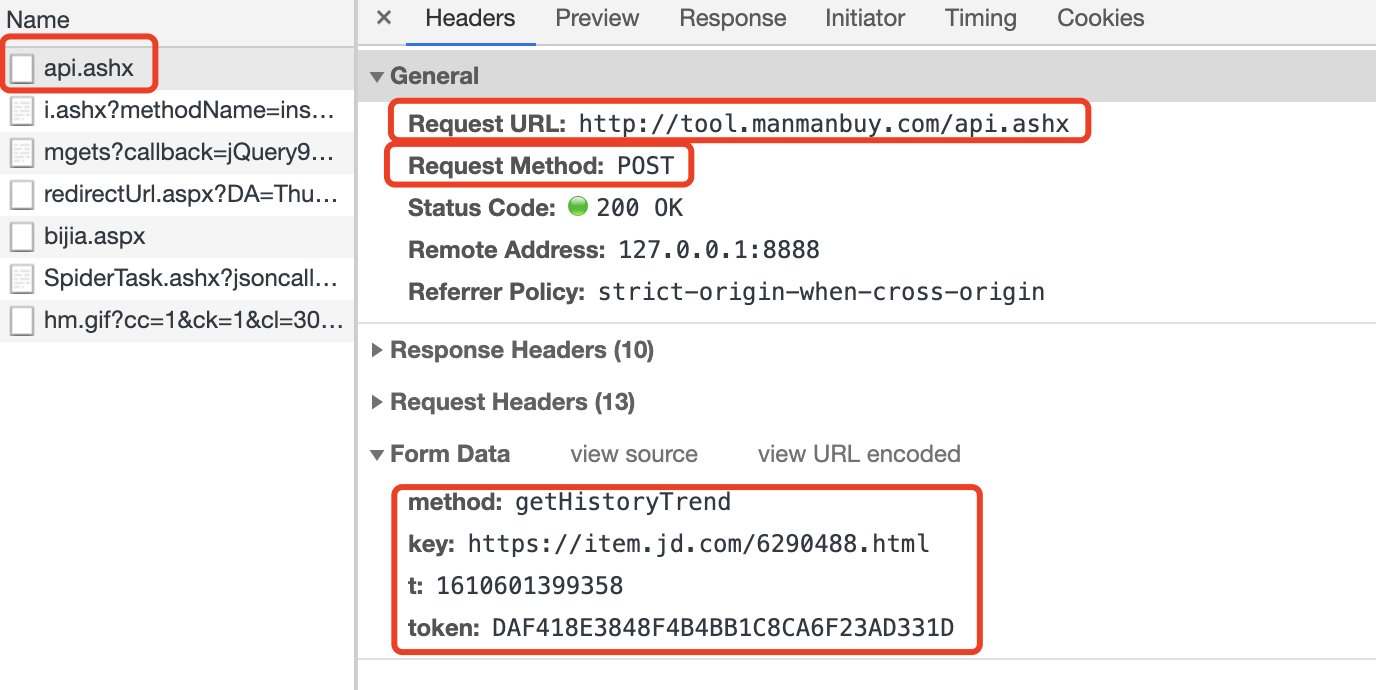 Name
api.ashx
i.ashx?methodName=ins...
mgets?callback=jQuery9...
redirectUrl.aspx?DA=Thu...
bijia.aspx
SpiderTask.ashx?jsoncall...
hm.gif?cc=1&ck=1&cl=30...
× Headers Preview Response Initiator Timing Cookies
General
Request URL: http://tool.manmanbuy.com/api.ashx
Request Method: POST
Status Code: 200 OK
Remote Address: 127.0.0.1:8888
Referrer Policy: strict-origin-when-cross-origin
Response Headers (10)
Request Headers (13)
Form Data view source view URL encoded
method: getHistoryTrend
key: https://item.jd.com/6290488.html
t: 1610601399358
token: DAF418E3848F4B4BB1C8CA6F23AD331D